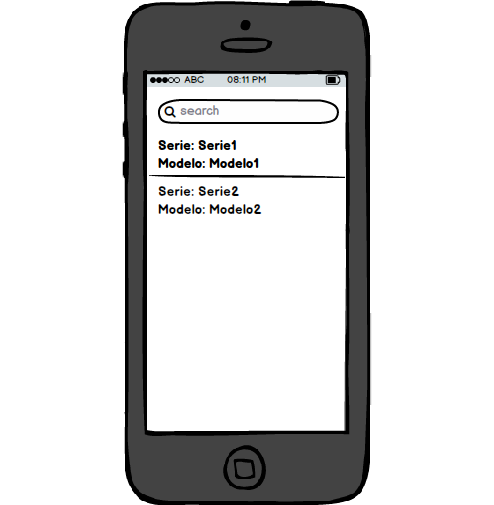 ABC 08:11 PM
search
Serie: Serie1
Modelo: Modelo1
Serie: Serie2
Modelo: Modelo2